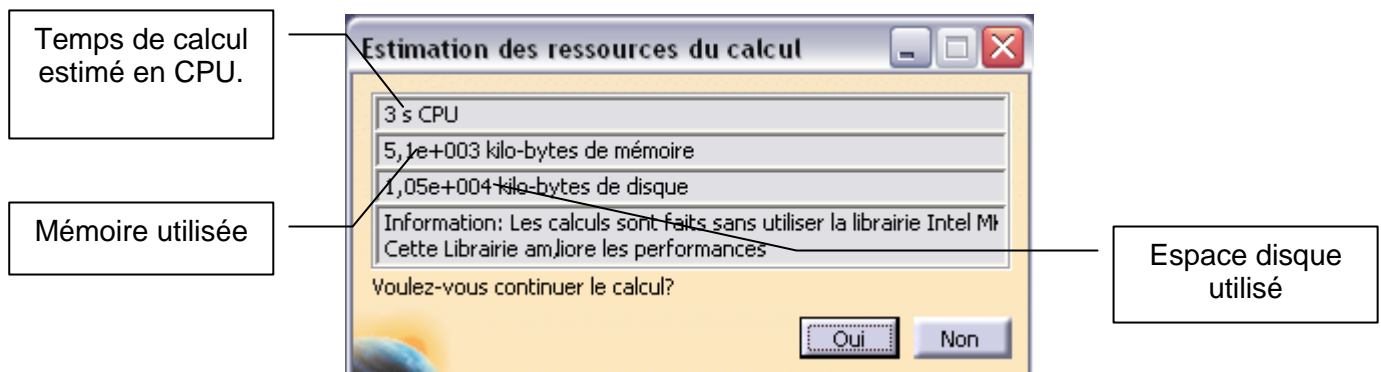 Temps de calcul
estimé en CPU.
Mémoire utilisée
Estimation des ressources du calcul
3 s CPU
5,1e+003 kilo-bytes de mémoire
1,05e+004 kilo-bytes de disque
Information: Les calculs sont faits sans utiliser la librairie Intel
Cette Librairie am,liore les performances
Voulez-vous continuer le calcul?
Oui Non
Espace disque
utilisé